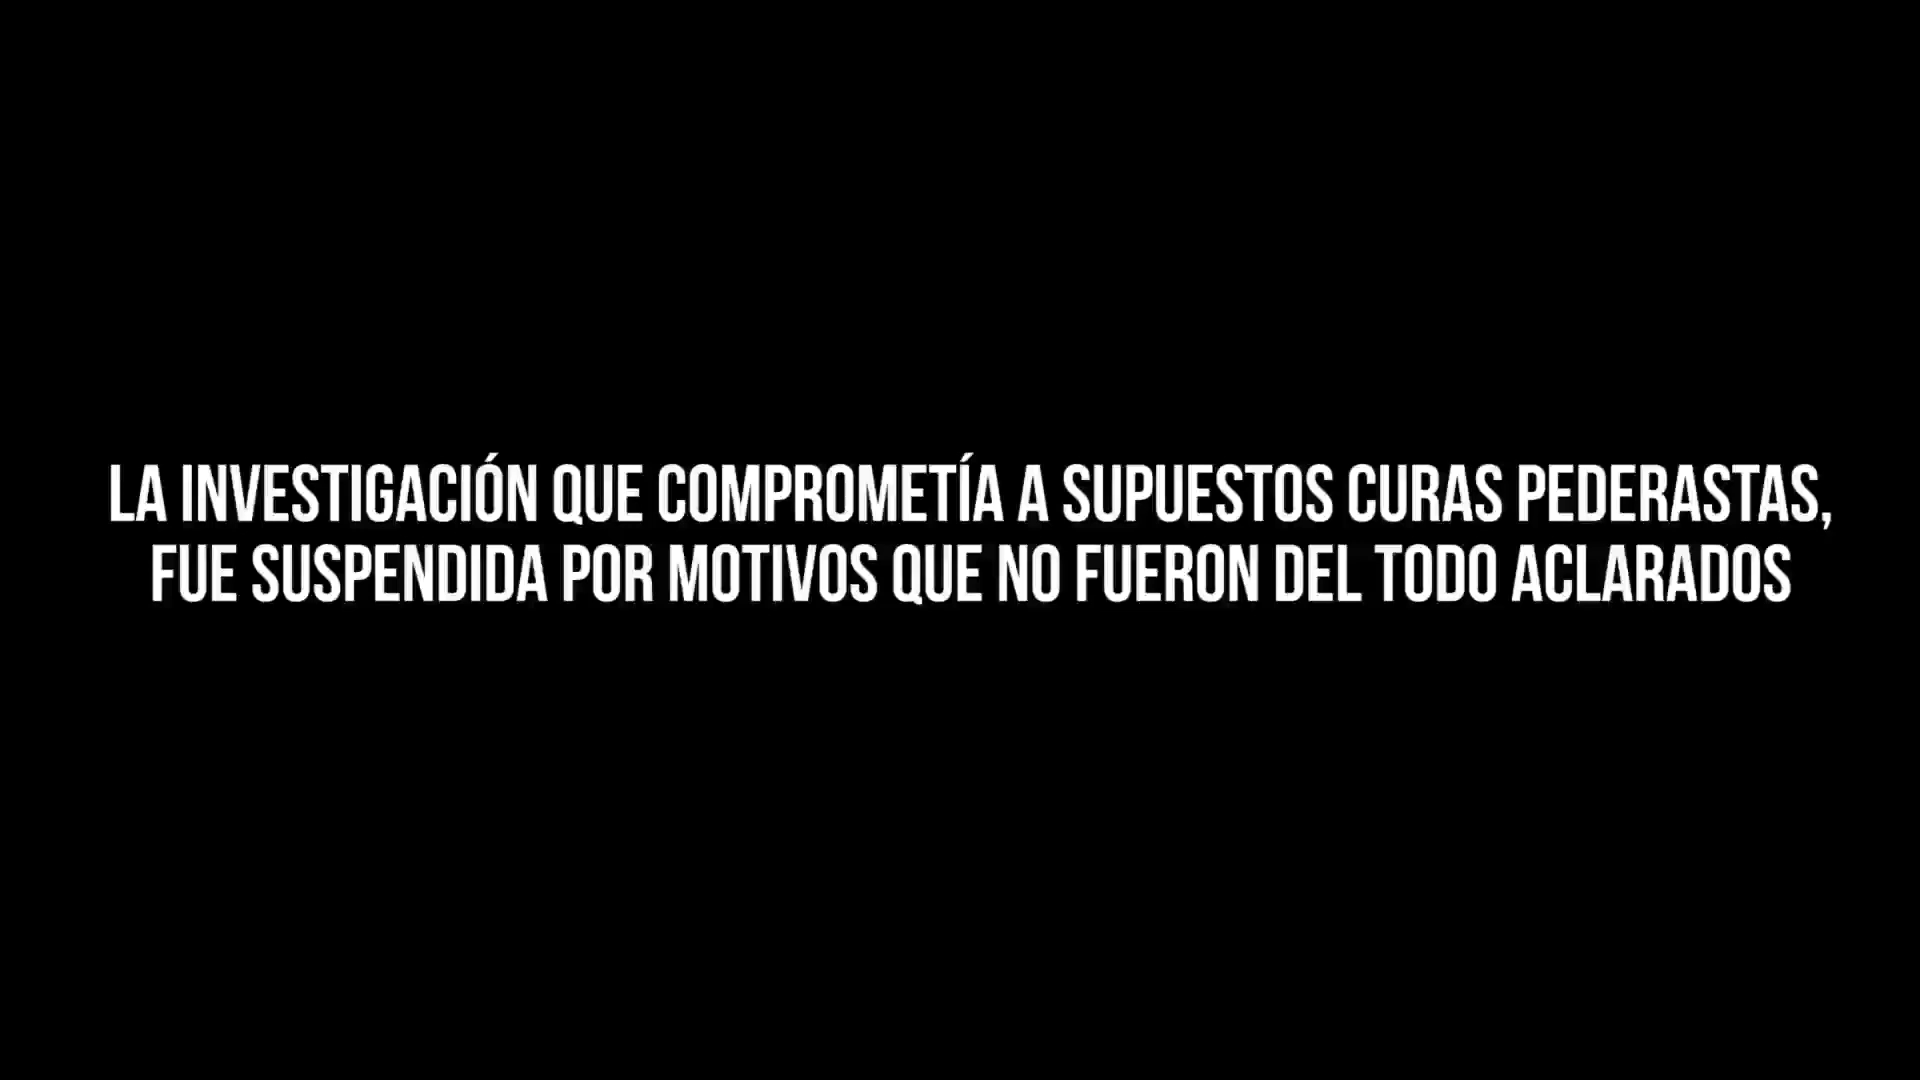 LA INVESTIGACIÓN QUE COMPROMETÍA A SUPUESTOS CURAS PEDERASTAS,
FUE SUSPENDIDA POR MOTIVOS QUE NO FUERON DEL TODO ACLARADOS